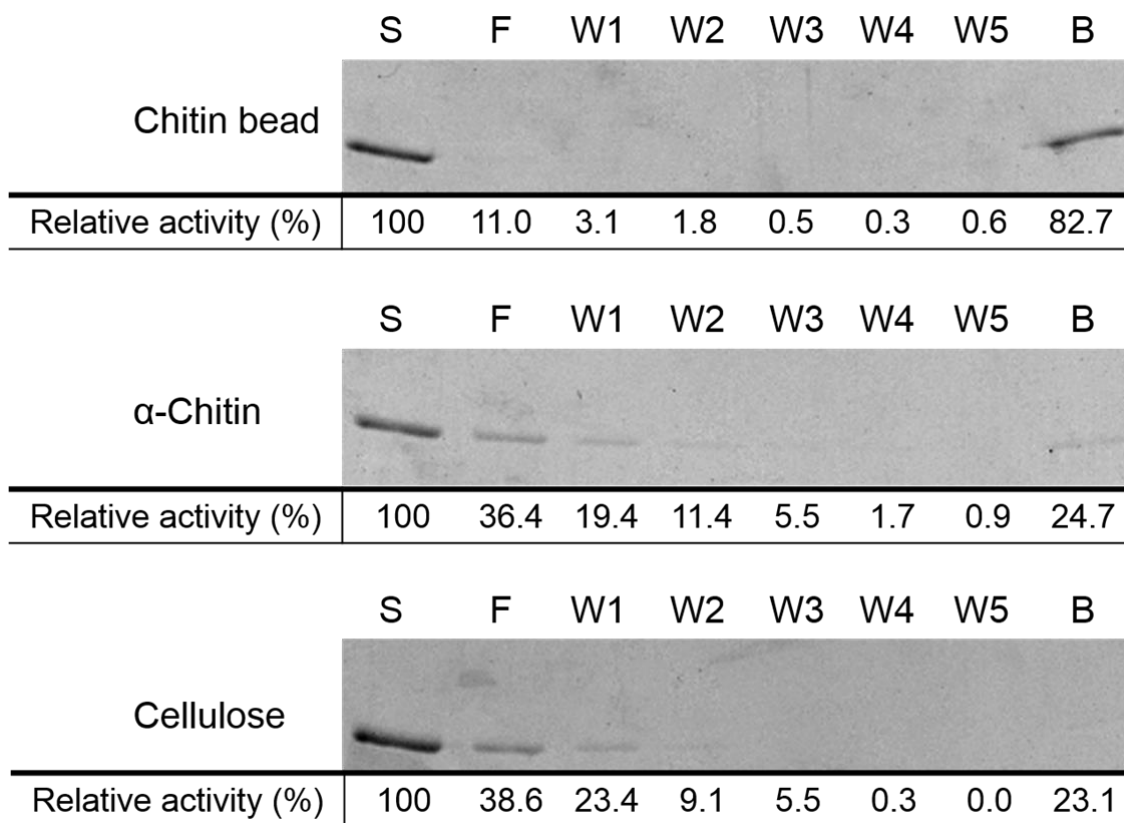 S F W1 W2 W3 W4 W5 B
Chitin bead
Relative activity (%) 100 11.0 3.1 1.8 0.5 0.3 0.6 82.7
S F W1 W2 W3 W4 W5 B
α-Chitin
Relative activity (%) 100 36.4 19.4 11.4 5.5 1.7 0.9 24.7
S F W1 W2 W3 W4 W5 B
Cellulose
Relative activity (%) 100 38.6 23.4 9.1 5.5 0.3 0.0 23.1